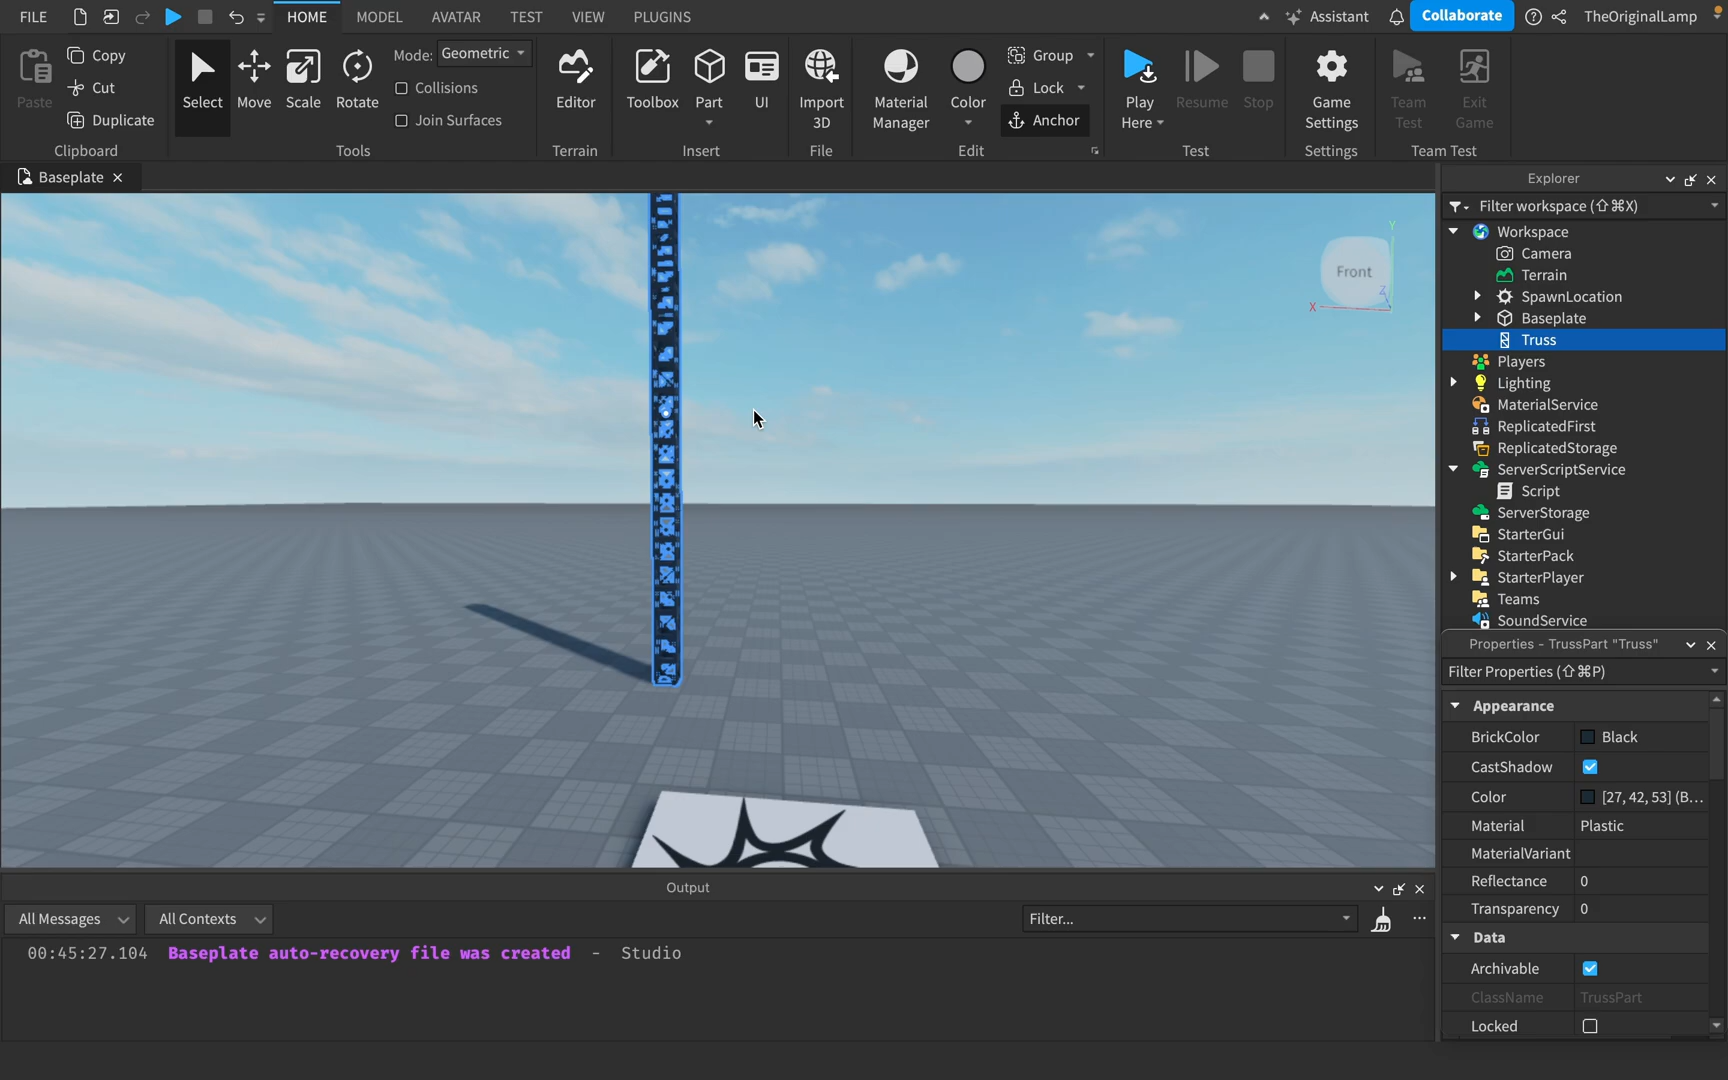 FILE
HOME
MODEL
AVATAR
TEST
VIEW
PLUGINS
Assistant
Collaborate
TheOriginalLamp
Paste
Copy
Cut
Duplicate
Clipboard
Select
Move
Scale
Rotate
Mode: Geometric
Collisions
Join Surfaces
Tools
Editor
Terrain
Toolbox
Part
UI
Insert
Import
3D
File
Material
Manager
Color
Group
Lock
Anchor
Edit
Play
Here
Resume
Stop
Test
Game
Settings
Settings
Team
Test
Exit
Game
Team Test
Baseplate
Front
X
Y
Z
Explorer
Filter workspace (⇧⌘X)
Workspace
Camera
Terrain
SpawnLocation
Baseplate
Truss
Players
Lighting
MaterialService
ReplicatedFirst
ReplicatedStorage
ServerScriptService
Script
ServerStorage
StarterGui
StarterPack
StarterPlayer
Teams
SoundService
Properties - TrussPart "Truss"
Filter Properties (⇧⌘P)
Appearance
BrickColor Black
CastShadow
Color [27, 42, 53] (B...
Material Plastic
MaterialVariant
Reflectance 0
Transparency 0
Data
Archivable
ClassName TrussPart
Locked
Output
All Messages
All Contexts
Filter...
00:45:27.104 Baseplate auto-recovery file was created - Studio